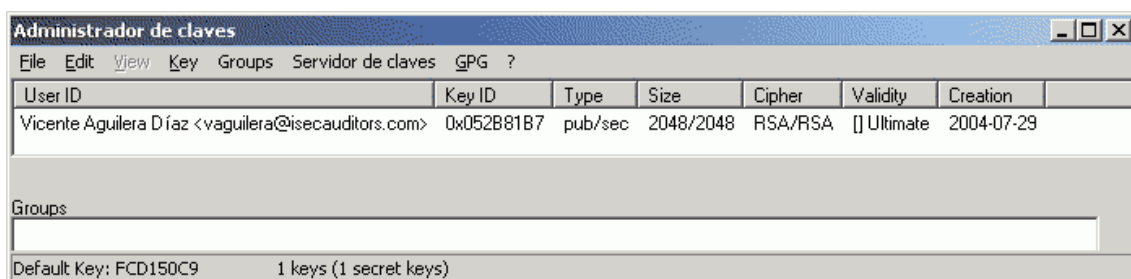 Administrador de claves
File Edit View Key Groups Servidor de claves GPG ?
User ID Key ID Type Size Cipher Validity Creation
Vicente Aguilera Díaz <vaguilera@isecauditors.com> 0x052B81B7 pub/sec 2048/2048 RSA/RSA [] Ultimate 2004-07-29
Groups
Default Key: FCD150C9 1 keys (1 secret keys)